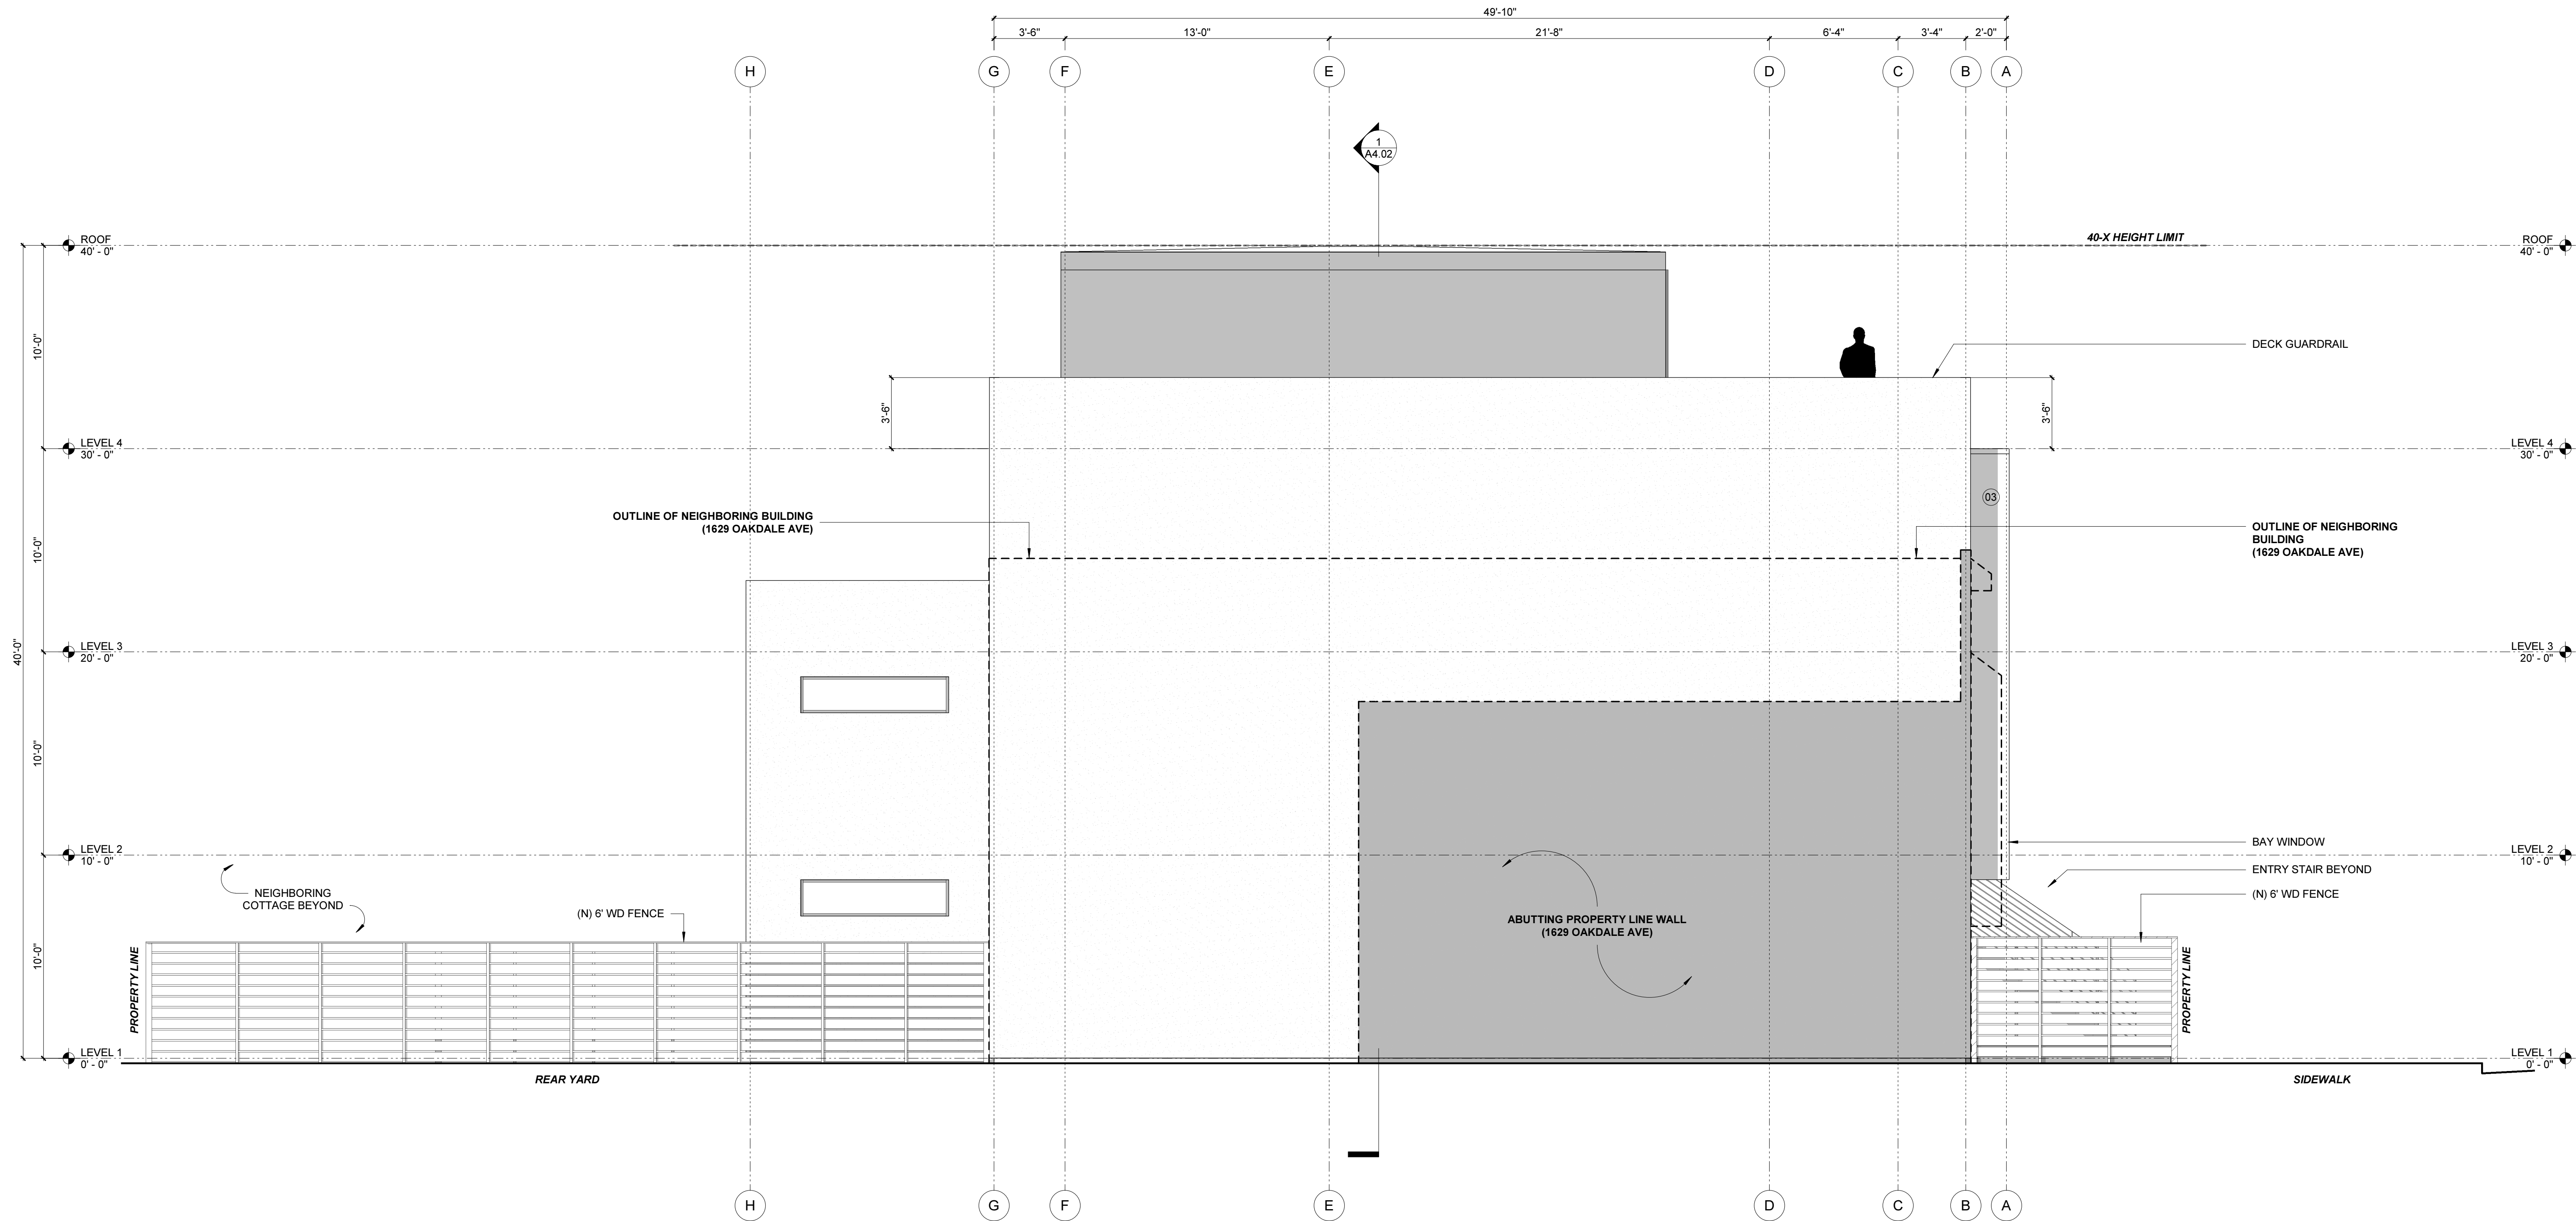 49'-10"
3'-6"
13'-0"
21'-8"
6'-4"
3'-4"
2'-0"
H
G
F
E
D
C
B
A
1
A4.02
ROOF
40' - 0"
40-X HEIGHT LIMIT
ROOF
40' - 0"
10'-0"
DECK GUARDRAIL
3'-6"
3'-6"
LEVEL 4
30' - 0"
LEVEL 4
30' - 0"
03
OUTLINE OF NEIGHBORING BUILDING
(1629 OAKDALE AVE)
OUTLINE OF NEIGHBORING
BUILDING
(1629 OAKDALE AVE)
10'-0"
40'-0"
LEVEL 3
20' - 0"
LEVEL 3
20' - 0"
10'-0"
BAY WINDOW
LEVEL 2
10' - 0"
LEVEL 2
10' - 0"
ENTRY STAIR BEYOND
NEIGHBORING
COTTAGE BEYOND
(N) 6' WD FENCE
(N) 6' WD FENCE
ABUTTING PROPERTY LINE WALL
(1629 OAKDALE AVE)
10'-0"
PROPERTY LINE
PROPERTY LINE
LEVEL 1
0' - 0"
LEVEL 1
0' - 0"
REAR YARD
SIDEWALK
H
G
F
E
D
C
B
A